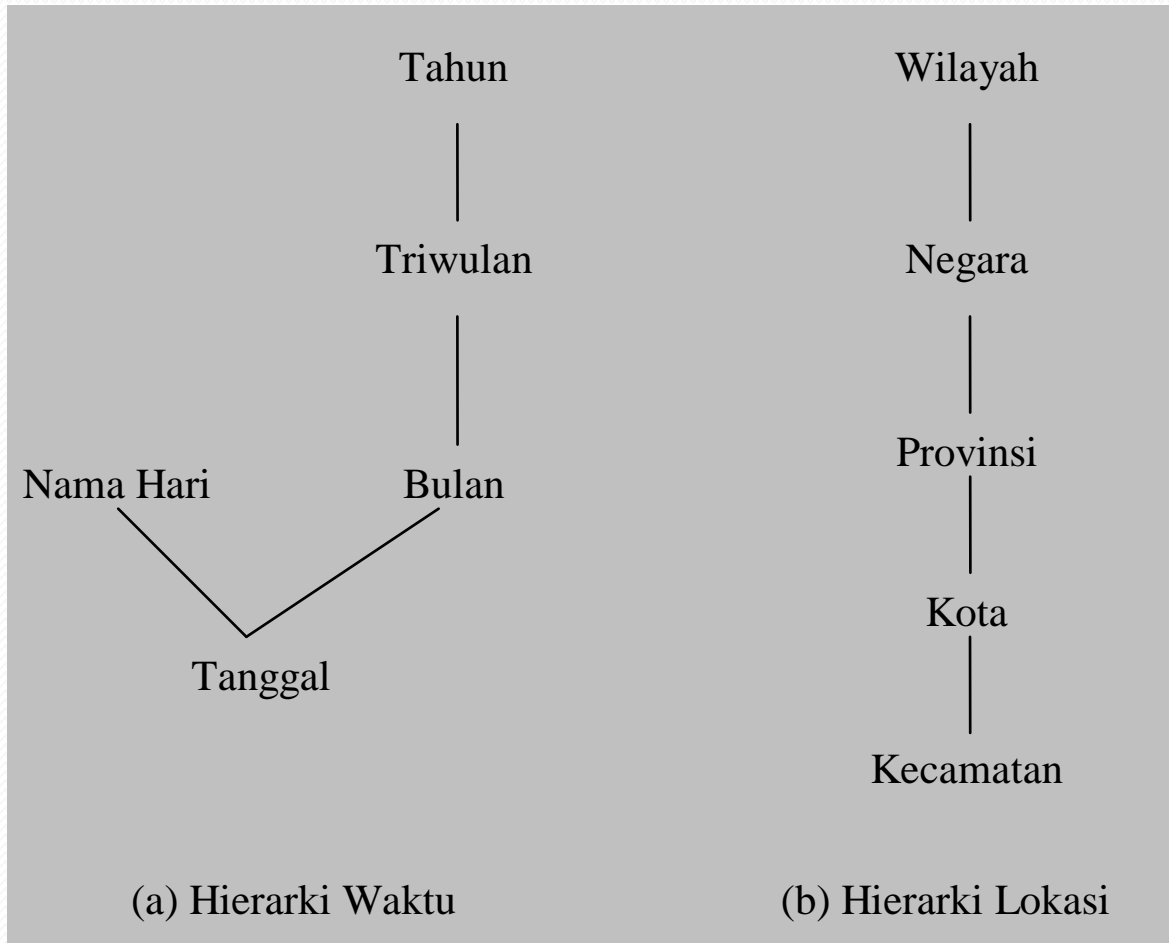 Tahun
Triwulan
Nama Hari Bulan
Tanggal
(a) Hierarki Waktu
Wilayah
Negara
Provinsi
Kota
Kecamatan
(b) Hierarki Lokasi